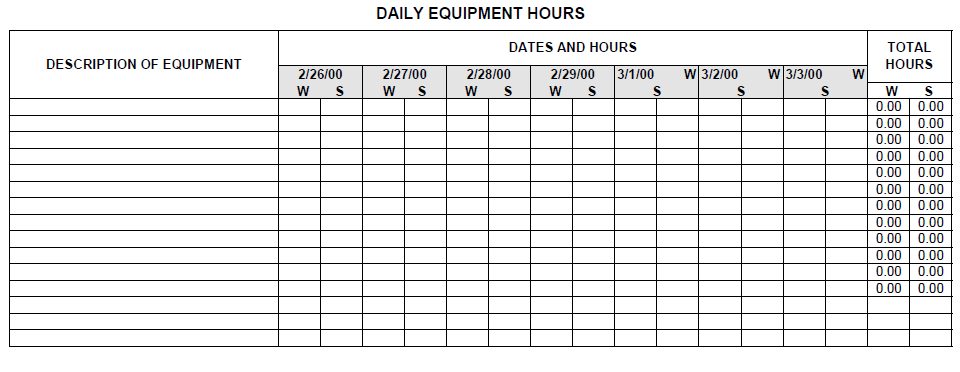 DAILY EQUIPMENT HOURS
DESCRIPTION OF EQUIPMENT
DATES AND HOURS
TOTAL
HOURS
2/26/00 2/27/00 2/28/00 2/29/00 3/1/00 W 3/2/00 W 3/3/00 W
W S W S W S W S S S S W S
0.00 0.00
0.00 0.00
0.00 0.00
0.00 0.00
0.00 0.00
0.00 0.00
0.00 0.00
0.00 0.00
0.00 0.00
0.00 0.00
0.00 0.00
0.00 0.00